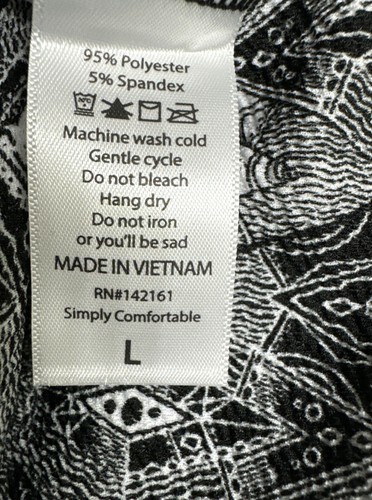 95% Polyester
5% Spandex
Machine wash cold
Gentle cycle
Do not bleach
Hang dry
Do not iron
or you'll be sad
MADE IN VIETNAM
RN#142161
Simply Comfortable
L